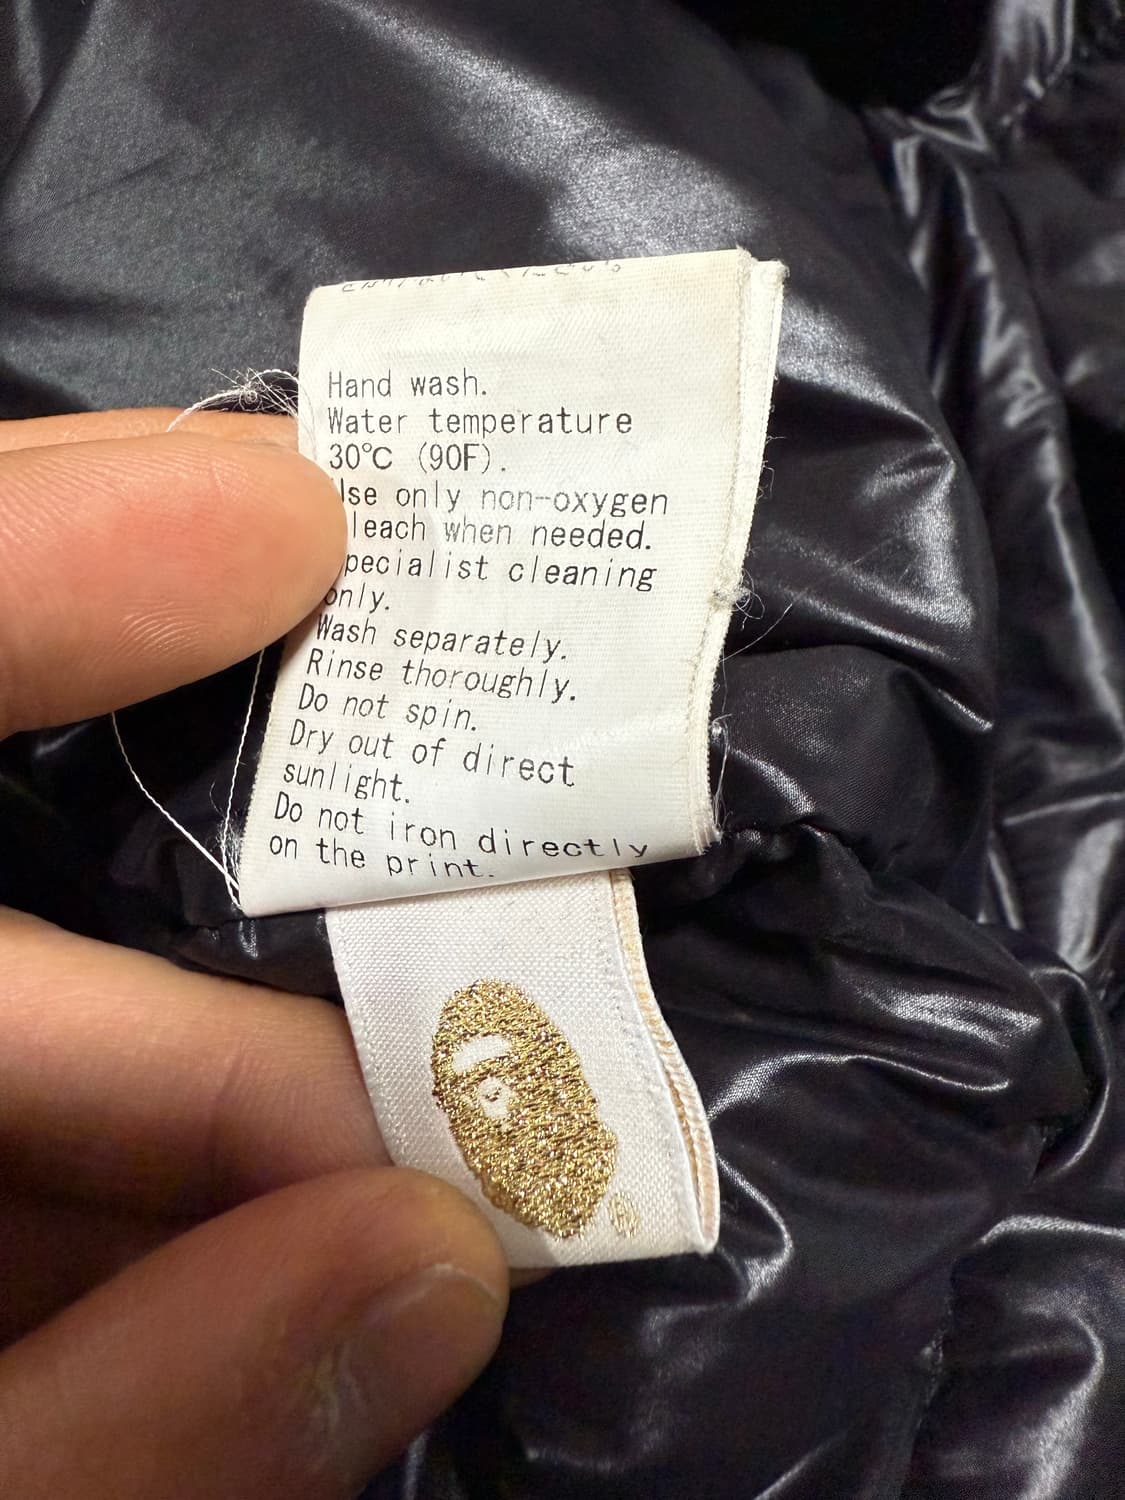 Hand wash.
Water temperature
30℃ (90F).
Use only non-oxygen
leach when needed.
pecialist cleaning
only.
Wash separately.
Rinse thoroughly.
Do not spin.
Dry out of direct
sunlight.
Do not iron directly
on the print.
®